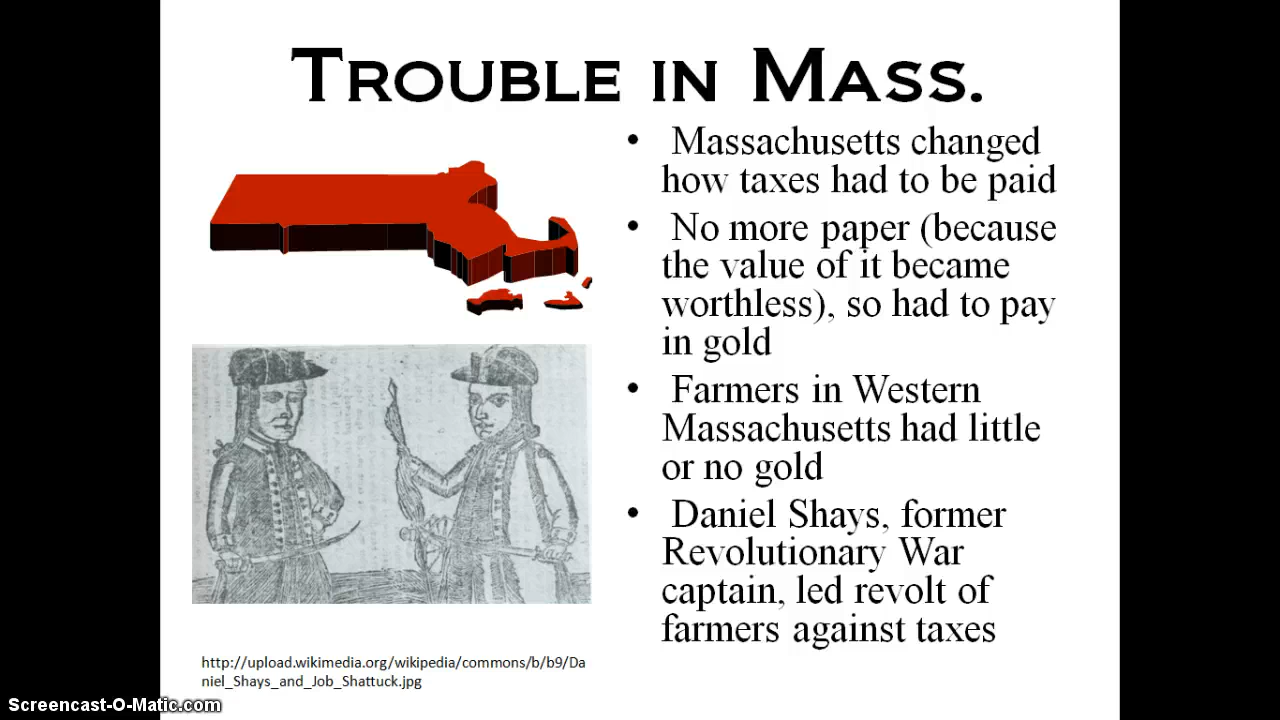 TROUBLE IN MASS.
• Massachusetts changed
how taxes had to be paid
• No more paper (because
the value of it became
worthless), so had to pay
in gold
• Farmers in Western
Massachusetts had little
or no gold
• Daniel Shays, former
Revolutionary War
captain, led revolt of
farmers against taxes
http://upload.wikimedia.org/wikipedia/commons/b/b9/Da
niel_Shays_and_Job_Shattuck.jpg
Screencast-O-Matic.com